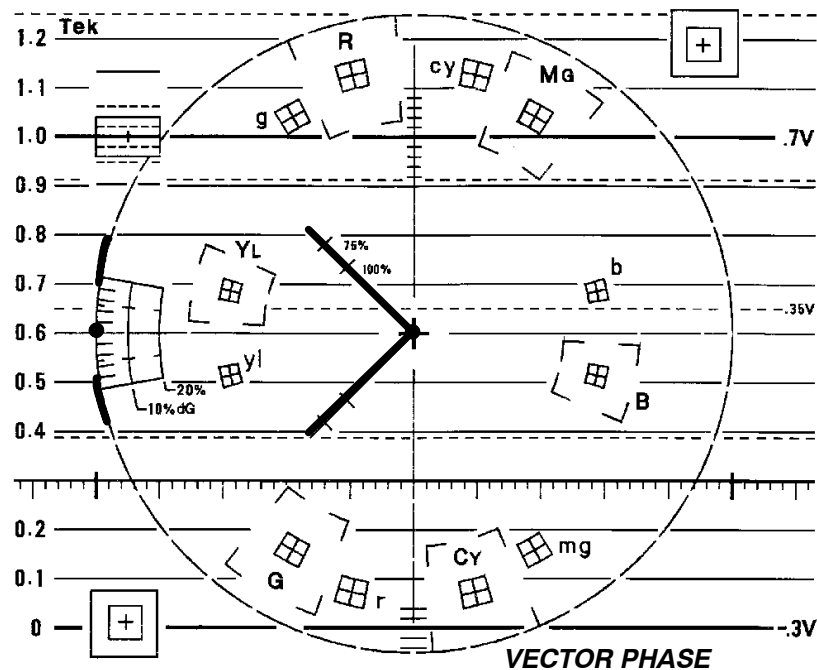 1.2 Tek
R
cy
MG
1.1
g
1.0
.7V
0.9
0.8
YL
75%
100%
b
0.7
.35V
0.6
yl
0.5
20%
10% dG
B
0.4
0.2
G
CY
mg
0.1
r
0
-.3V
VECTOR PHASE